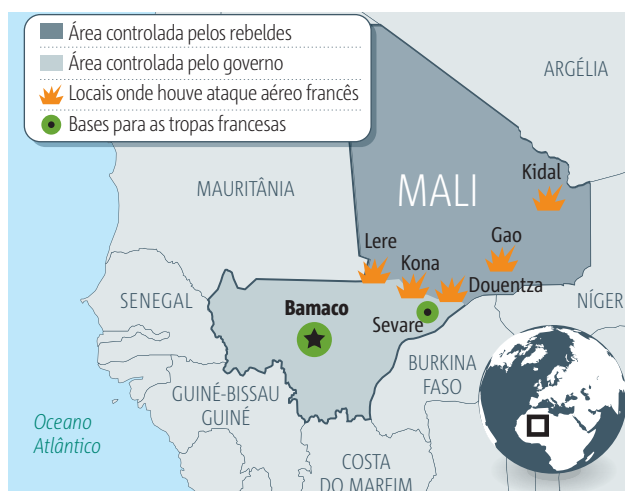 Área controlada pelos rebeldes
Área controlada pelo governo
Locais onde houve ataque aéreo francês
Bases para as tropas francesas
ARGÉLIA
Kidal
MAURITÂNIA
MALI
Gao
Lere
Kona
Douentza
SENEGAL
Bamaco
NÍGER
Sevare
BURKINA
FASO
GUINÉ-BISSAU
GUINÉ
Oceano
Atlântico
COSTA
DO MARFIM